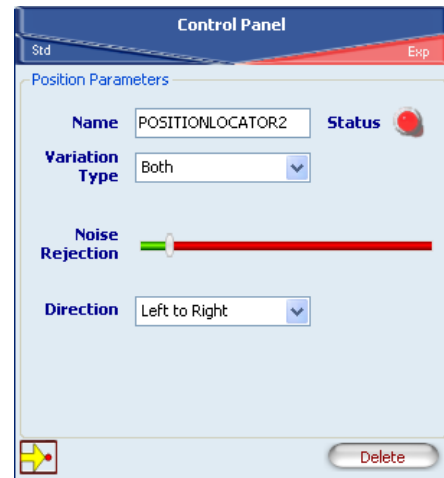 Control Panel
Std Exp
Position Parameters
Name POSITIONLOCATOR2 Status
Variation Type Both
Noise Rejection
Direction Left to Right
Delete